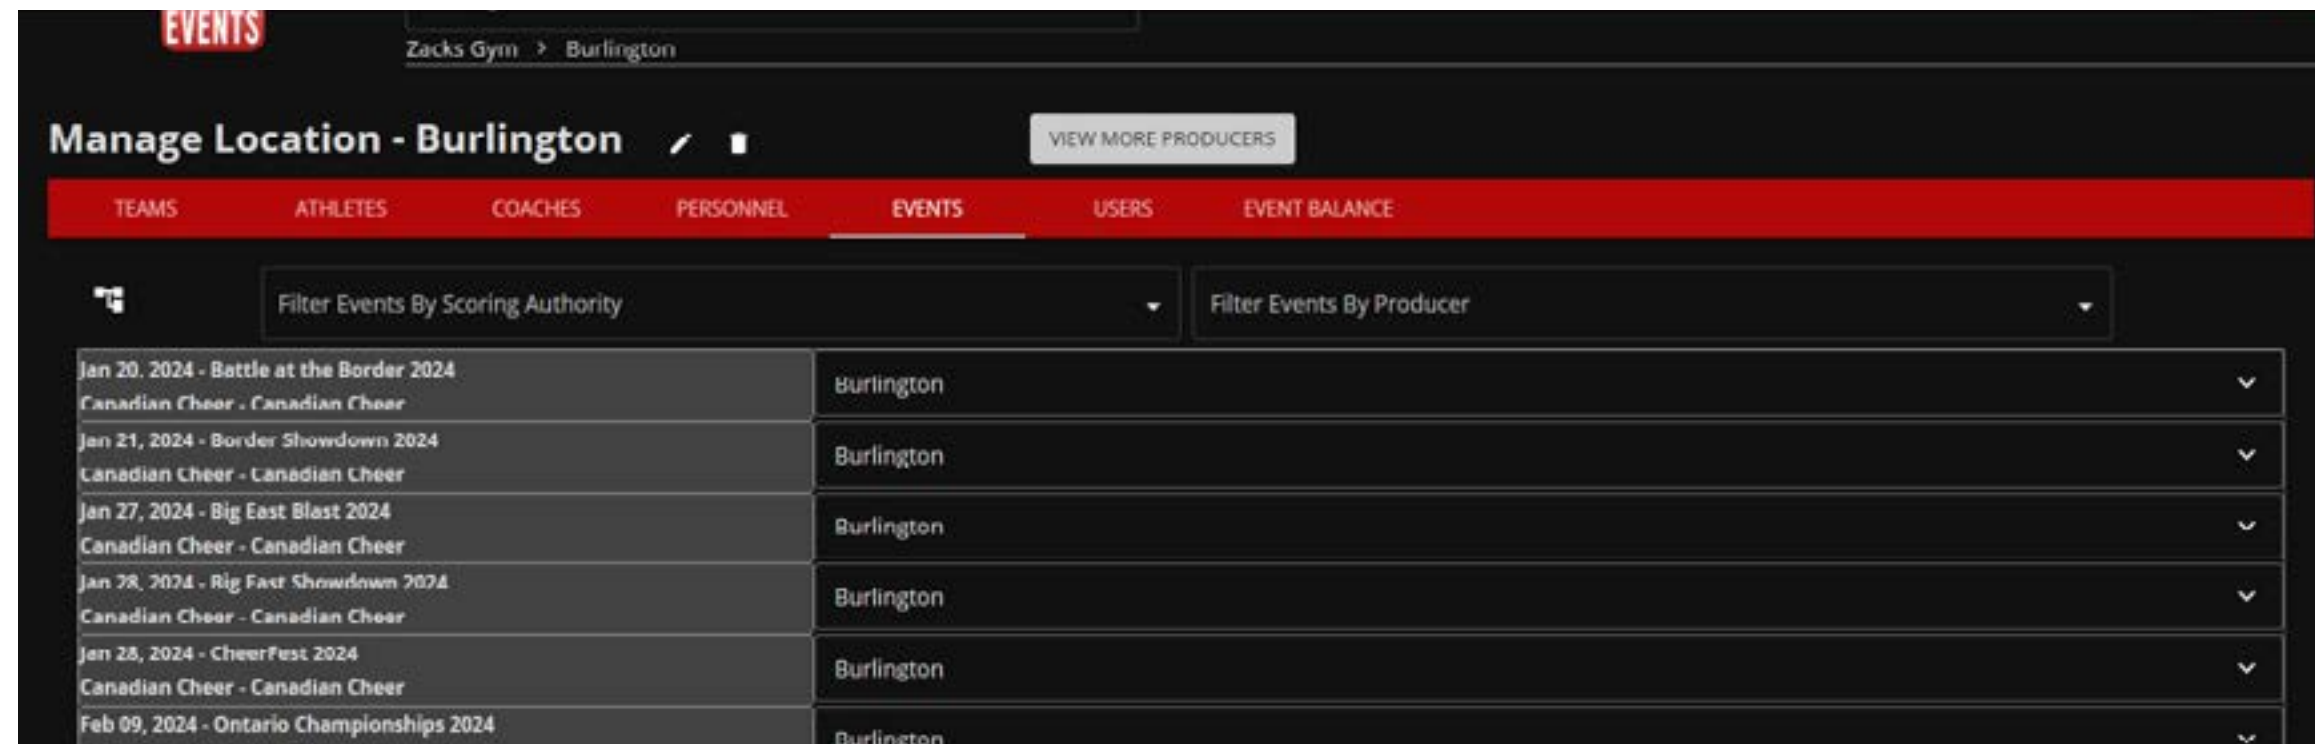 EVENTS
Zacks Gym > Burlington
Manage Location - Burlington
VIEW MORE PRODUCERS
TEAMS ATHLETES COACHES PERSONNEL EVENTS USERS EVENT BALANCE
Filter Events By Scoring Authority Filter Events By Producer
Jan 20, 2024 - Battle at the Border 2024
Canadian Cheer - Canadian Cheer
Burlington
Jan 21, 2024 - Border Showdown 2024
Canadian Cheer - Canadian Cheer
Burlington
Jan 27, 2024 - Big East Blast 2024
Canadian Cheer - Canadian Cheer
Burlington
Jan 28, 2024 - Big East Showdown 2024
Canadian Cheer - Canadian Cheer
Burlington
Jan 28, 2024 - CheerFest 2024
Canadian Cheer - Canadian Cheer
Burlington
Feb 09, 2024 - Ontario Championships 2024
Burlington